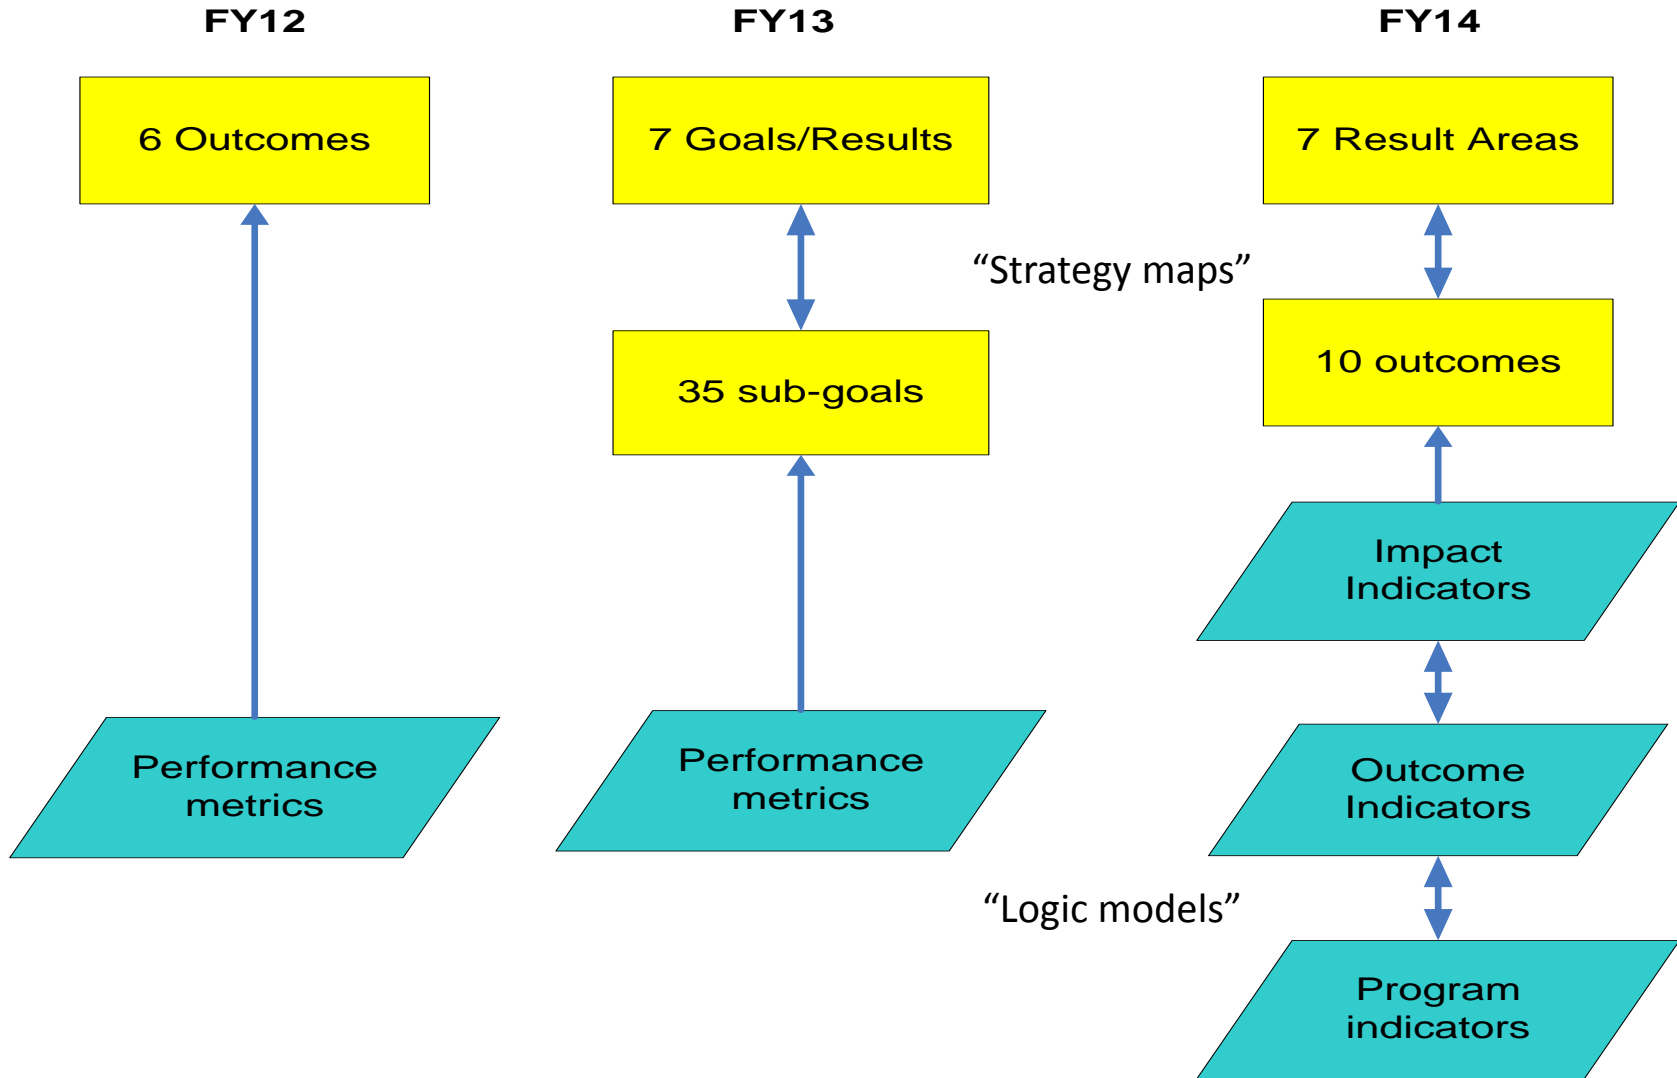 FY12
FY13
FY14
6 Outcomes
7 Goals/Results
7 Result Areas
“Strategy maps”
35 sub-goals
10 outcomes
Impact
Indicators
Performance
metrics
Performance
metrics
Outcome
Indicators
“Logic models”
Program
indicators